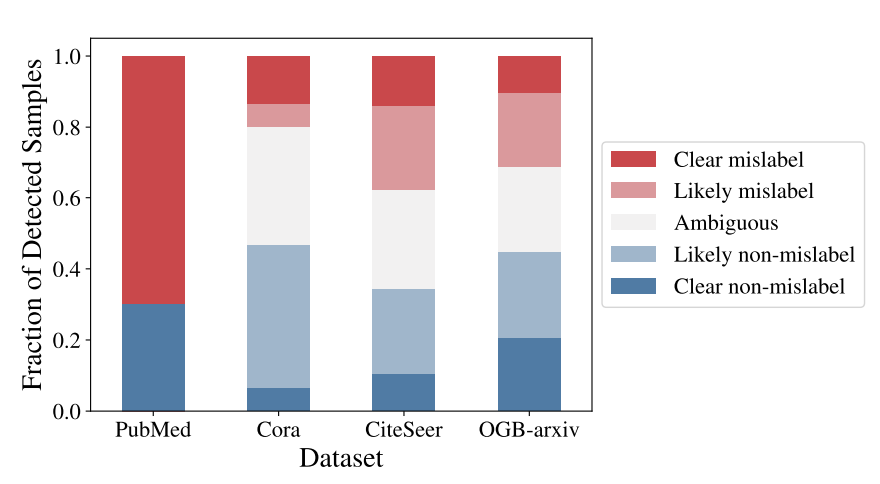 Fraction of Detected Samples
1.0
0.8
0.6
0.4
0.2
0.0
PubMed
Cora
CiteSeer
OGB-arxiv
Dataset
Clear mislabel
Likely mislabel
Ambiguous
Likely non-mislabel
Clear non-mislabel